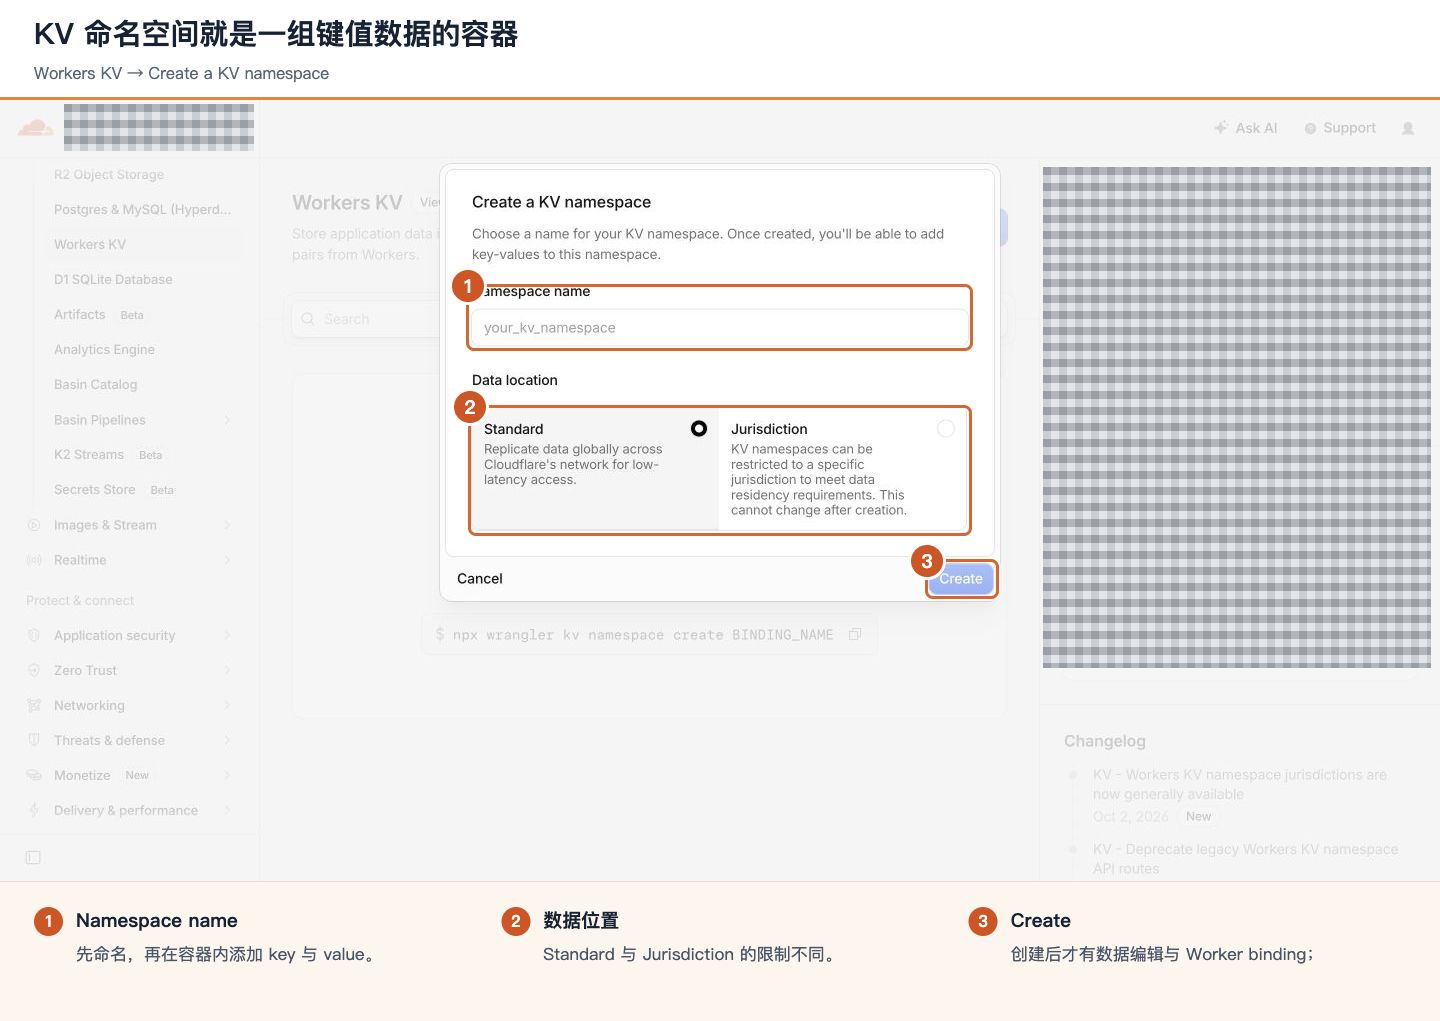 KV 命名空间就是一组键值数据的容器
Workers KV → Create a KV namespace
Ask AI
Support
R2 Object Storage
Postgres & MySQL (Hyperd...
Workers KV
D1 SQLite Database
Artifacts Beta
Analytics Engine
Basin Catalog
Basin Pipelines
K2 Streams Beta
Secrets Store Beta
Images & Stream
Realtime
Protect & connect
Application security
Zero Trust
Networking
Threats & defense
Monetize New
Delivery & performance
Workers KV
Store application data
pairs from Workers.
Search
Create a KV namespace
Choose a name for your KV namespace. Once created, you'll be able to add
key-values to this namespace.
1
amespace name
your_kv_namespace
Data location
2
Standard
Replicate data globally across
Cloudflare's network for low-
latency access.
Jurisdiction
KV namespaces can be
restricted to a specific
jurisdiction to meet data
residency requirements. This
cannot change after creation.
3
Cancel
Create
$ npx wrangler kv namespace create BINDING_NAME
Changelog
KV - Workers KV namespace jurisdictions are
now generally available
Oct 2, 2026 New
KV - Deprecate legacy Workers KV namespace
API routes
1 Namespace name
先命名，再在容器内添加 key 与 value。
2 数据位置
Standard 与 Jurisdiction 的限制不同。
3 Create
创建后才有数据编辑与 Worker binding；